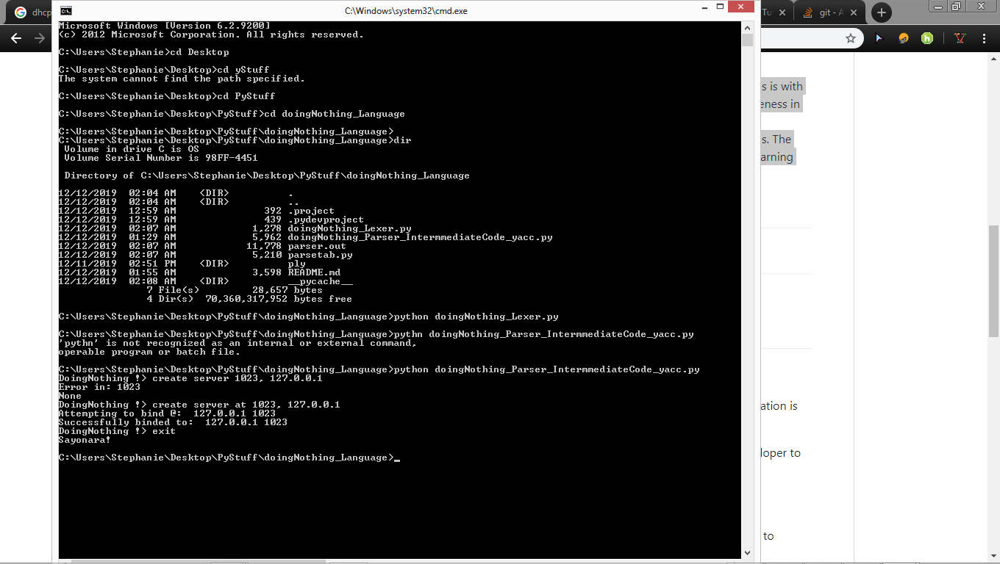 dhcp
C:\Windows\system32\cmd.exe
Tu
git - A
Microsoft Windows [Version 6.2.9200]
(c) 2012 Microsoft Corporation. All rights reserved.
C:\Users\Stephanie>cd Desktop
C:\Users\Stephanie\Desktop>cd yStuff
The system cannot find the path specified.
C:\Users\Stephanie\Desktop>cd PyStuff
C:\Users\Stephanie\Desktop\PyStuff>cd doingNothing_Language
C:\Users\Stephanie\Desktop\PyStuff\doingNothing_Language>
C:\Users\Stephanie\Desktop\PyStuff\doingNothing_Language>dir
Volume in drive C is OS
Volume Serial Number is 98FF-4451
Directory of C:\Users\Stephanie\Desktop\PyStuff\doingNothing_Language
12/12/2019 02:04 AM <DIR> .
12/12/2019 02:04 AM <DIR> ..
12/12/2019 12:59 AM 392 .project
12/12/2019 12:59 AM 439 .pydevproject
12/12/2019 02:07 AM 1,278 doingNothing_Lexer.py
12/12/2019 01:29 AM 5,962 doingNothing_Parser_IntermmediateCode_yacc.py
12/12/2019 02:07 AM 11,778 parser.out
12/12/2019 02:07 AM 5,210 parsetab.py
12/11/2019 02:51 PM <DIR> ply
12/12/2019 01:55 AM 3,598 README.md
12/12/2019 02:08 AM <DIR> __pycache__
7 File(s) 28,657 bytes
4 Dir(s) 70,360,317,952 bytes free
C:\Users\Stephanie\Desktop\PyStuff\doingNothing_Language>python doingNothing_Lexer.py
C:\Users\Stephanie\Desktop\PyStuff\doingNothing_Language>pythn doingNothing_Parser_IntermmediateCode_yacc.py
'pythn' is not recognized as an internal or external command,
operable program or batch file.
C:\Users\Stephanie\Desktop\PyStuff\doingNothing_Language>python doingNothing_Parser_IntermmediateCode_yacc.py
DoingNothing !> create server 1023, 127.0.0.1
Error in: 1023
None
DoingNothing !> create server at 1023, 127.0.0.1
Attempting to bind @: 127.0.0.1 1023
Successfully binded to: 127.0.0.1 1023
DoingNothing !> exit
Sayonara!
C:\Users\Stephanie\Desktop\PyStuff\doingNothing_Language>_
s is with
eness in
s. The
arning
ation is
loper to
to